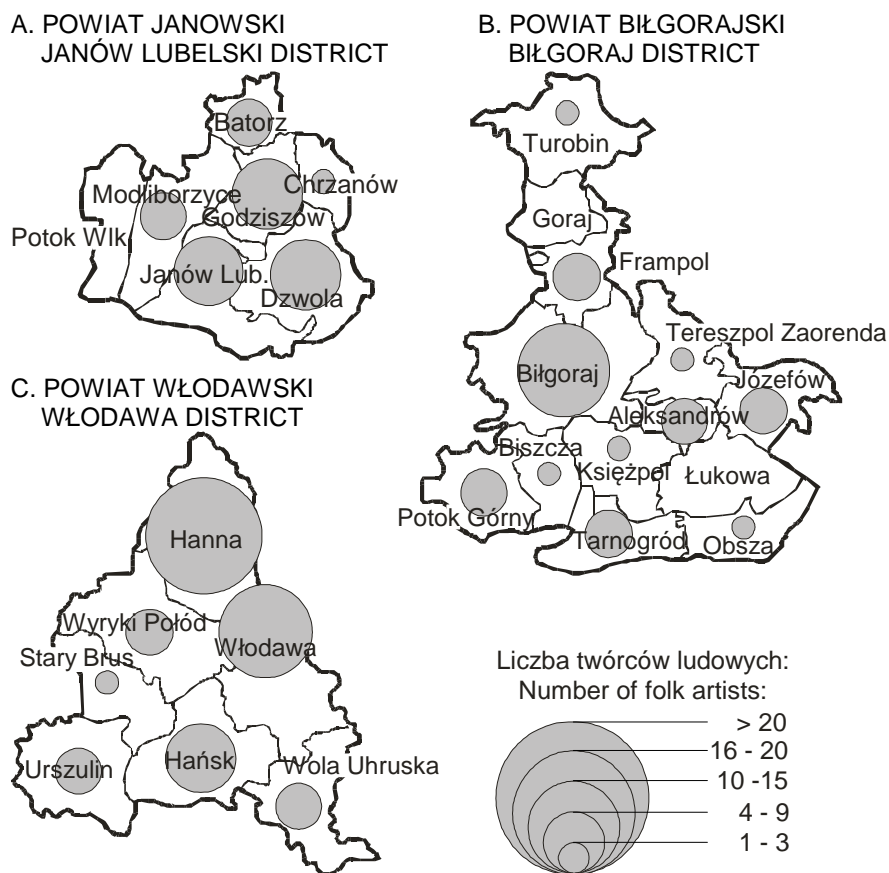 A. POWIAT JANOWSKI
JANÓW LUBELSKI DISTRICT
Batorz
Modliborzyce
Chrzanów
Godziszów
Potok Wlk
Janów Lub.
Dzwola
B. POWIAT BIŁGORAJSKI
BIŁGORAJ DISTRICT
Turobin
Goraj
Frampol
Tereszpol Zaorenda
Biłgoraj
Józefów
Aleksandrów
Biszcza
Księżpol
Łukowa
Potok Górny
Tarnogród
Obsza
C. POWIAT WŁODAWSKI
WŁODAWA DISTRICT
Hanna
Wyryki Połód
Włodawa
Stary Brus
Urszulin
Hańsk
Wola Uhruska
Liczba twórców ludowych:
Number of folk artists:
> 20
16 - 20
10 -15
4 - 9
1 - 3